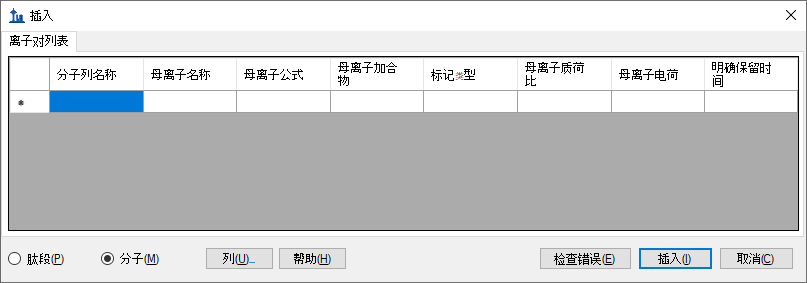 插入
离子对列表
分子列名称 母离子名称 母离子公式 母离子加合物 标记类型 母离子质荷比 母离子电荷 明确保留时间
肽段(P) 分子(M) 列(U)... 帮助(H) 检查错误(E) 插入(I) 取消(C)